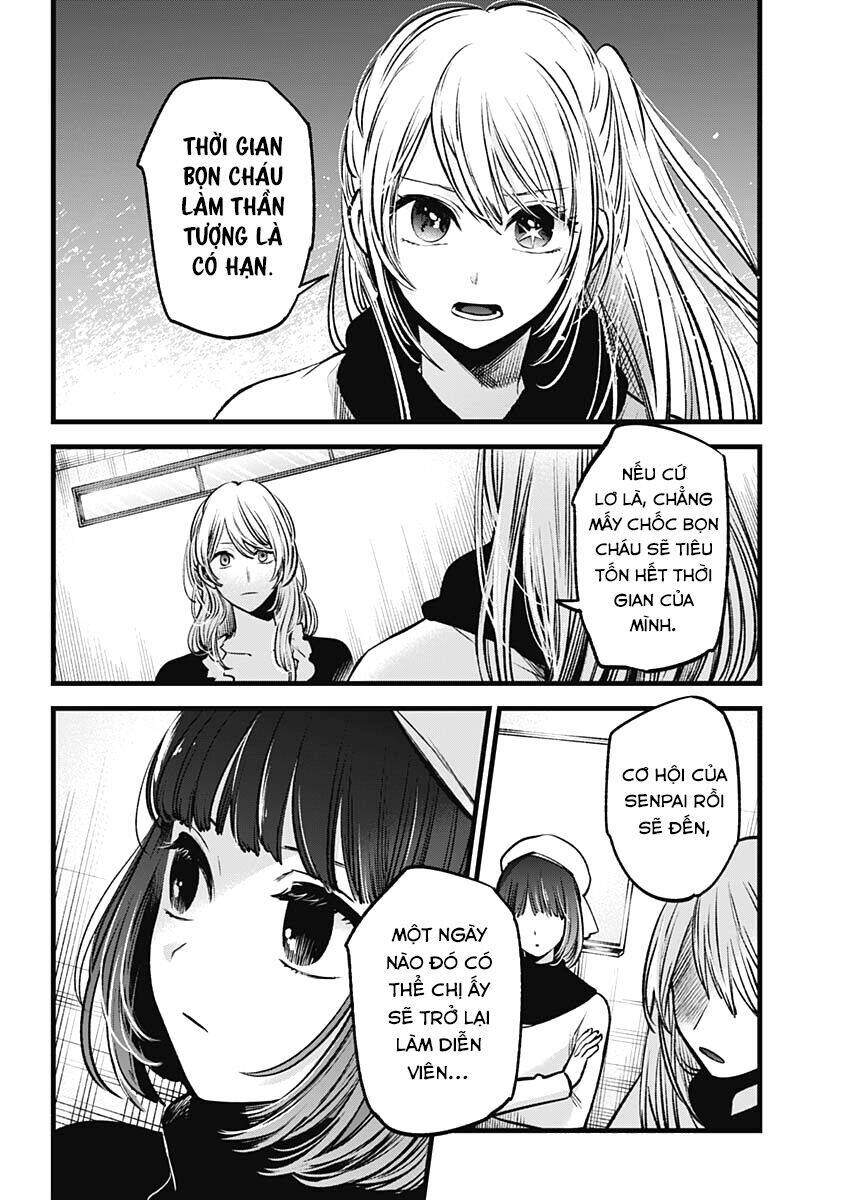 THỜI GIAN
BỌN CHÁU
LÀM THẦN
TƯỢNG LÀ
CÓ HẠN.
NẾU CỨ
LƠ LÀ, CHẲNG
MẤY CHỐC BỌN
CHÁU SẼ TIÊU
TỐN HẾT THỜI
GIAN CỦA
MÌNH.
CƠ HỘI CỦA
SENPAI RỒI
SẼ ĐẾN,
MỘT NGÀY
NÀO ĐÓ CÓ
THỂ CHỊ ẤY
SẼ TRỞ LẠI
LÀM DIỄN
VIÊN...